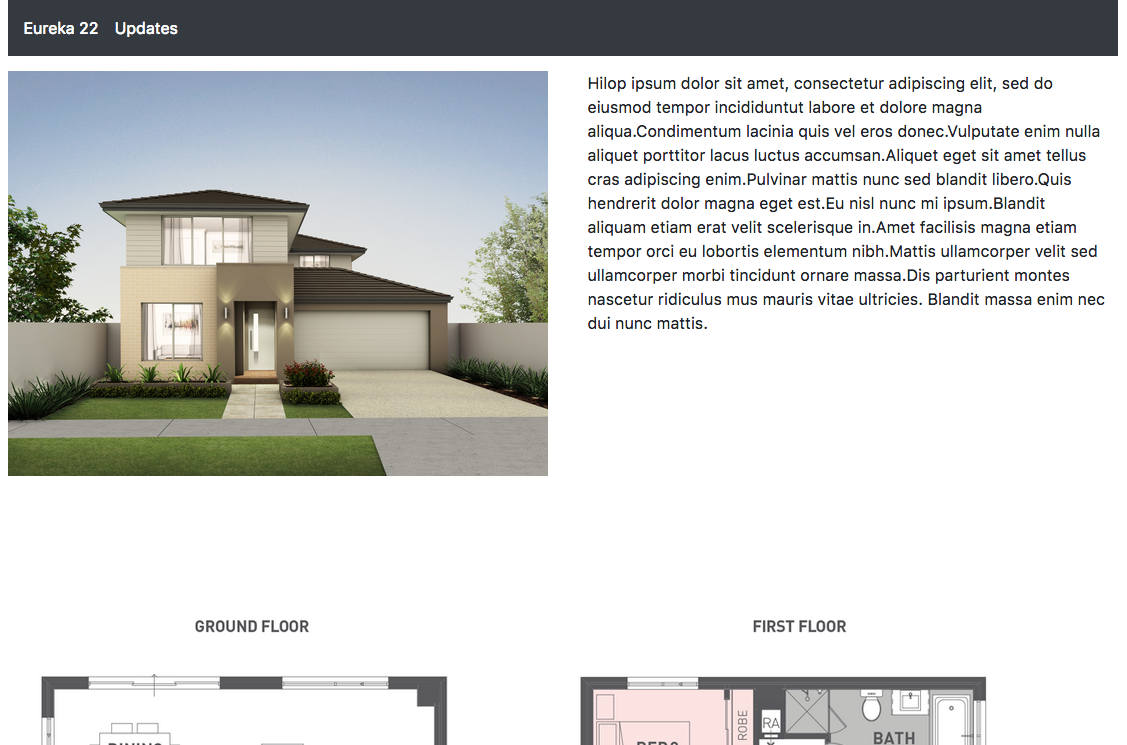 Eureka 22 Updates
Hilop ipsum dolor sit amet, consectetur adipiscing elit, sed do
eiusmod tempor incididuntut labore et dolore magna
aliqua.Condimentum lacinia quis vel eros donec.Vulputate enim nulla
aliquet porttitor lacus luctus accumsan.Aliquet eget sit amet tellus
cras adipiscing enim.Pulvinar mattis nunc sed blandit libero.Quis
hendrerit dolor magna eget est.Eu nisl nunc mi ipsum.Blandit
aliquam etiam erat velit scelerisque in.Amet facilisis magna etiam
tempor orci eu lobortis elementum nibh.Mattis ullamcorper velit sed
ullamcorper morbi tincidunt ornare massa.Dis parturient montes
nascetur ridiculus mus mauris vitae ultricies. Blandit massa enim nec
dui nunc mattis.
GROUND FLOOR
FIRST FLOOR
ROBE
RA
BATH